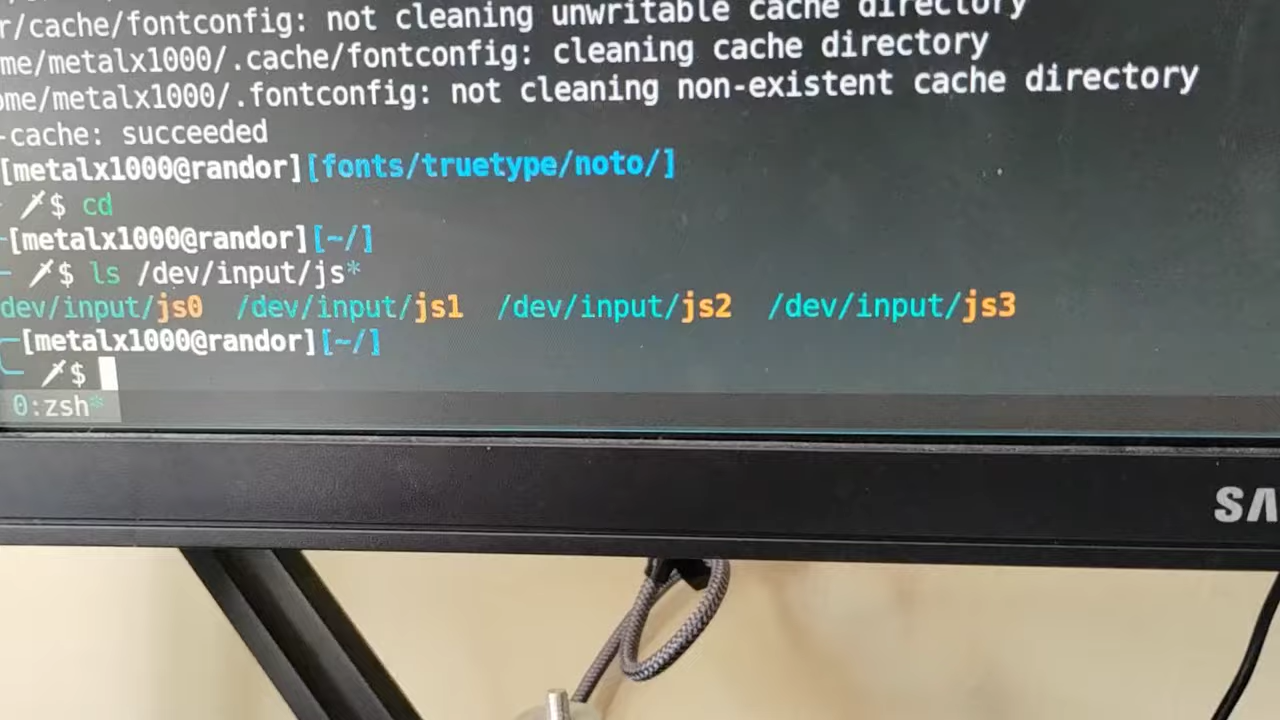 r/cache/fontconfig: not cleaning unwritable cache directory
me/metalx1000/.cache/fontconfig: cleaning cache directory
ome/metalx1000/.fontconfig: not cleaning non-existent cache directory
-cache: succeeded
[metalx1000@randor][fonts/truetype/noto/]
$ cd
[metalx1000@randor][~/]
$ ls /dev/input/js*
dev/input/js0 /dev/input/js1 /dev/input/js2 /dev/input/js3
[metalx1000@randor][~/]
$
0:zsh*
SA